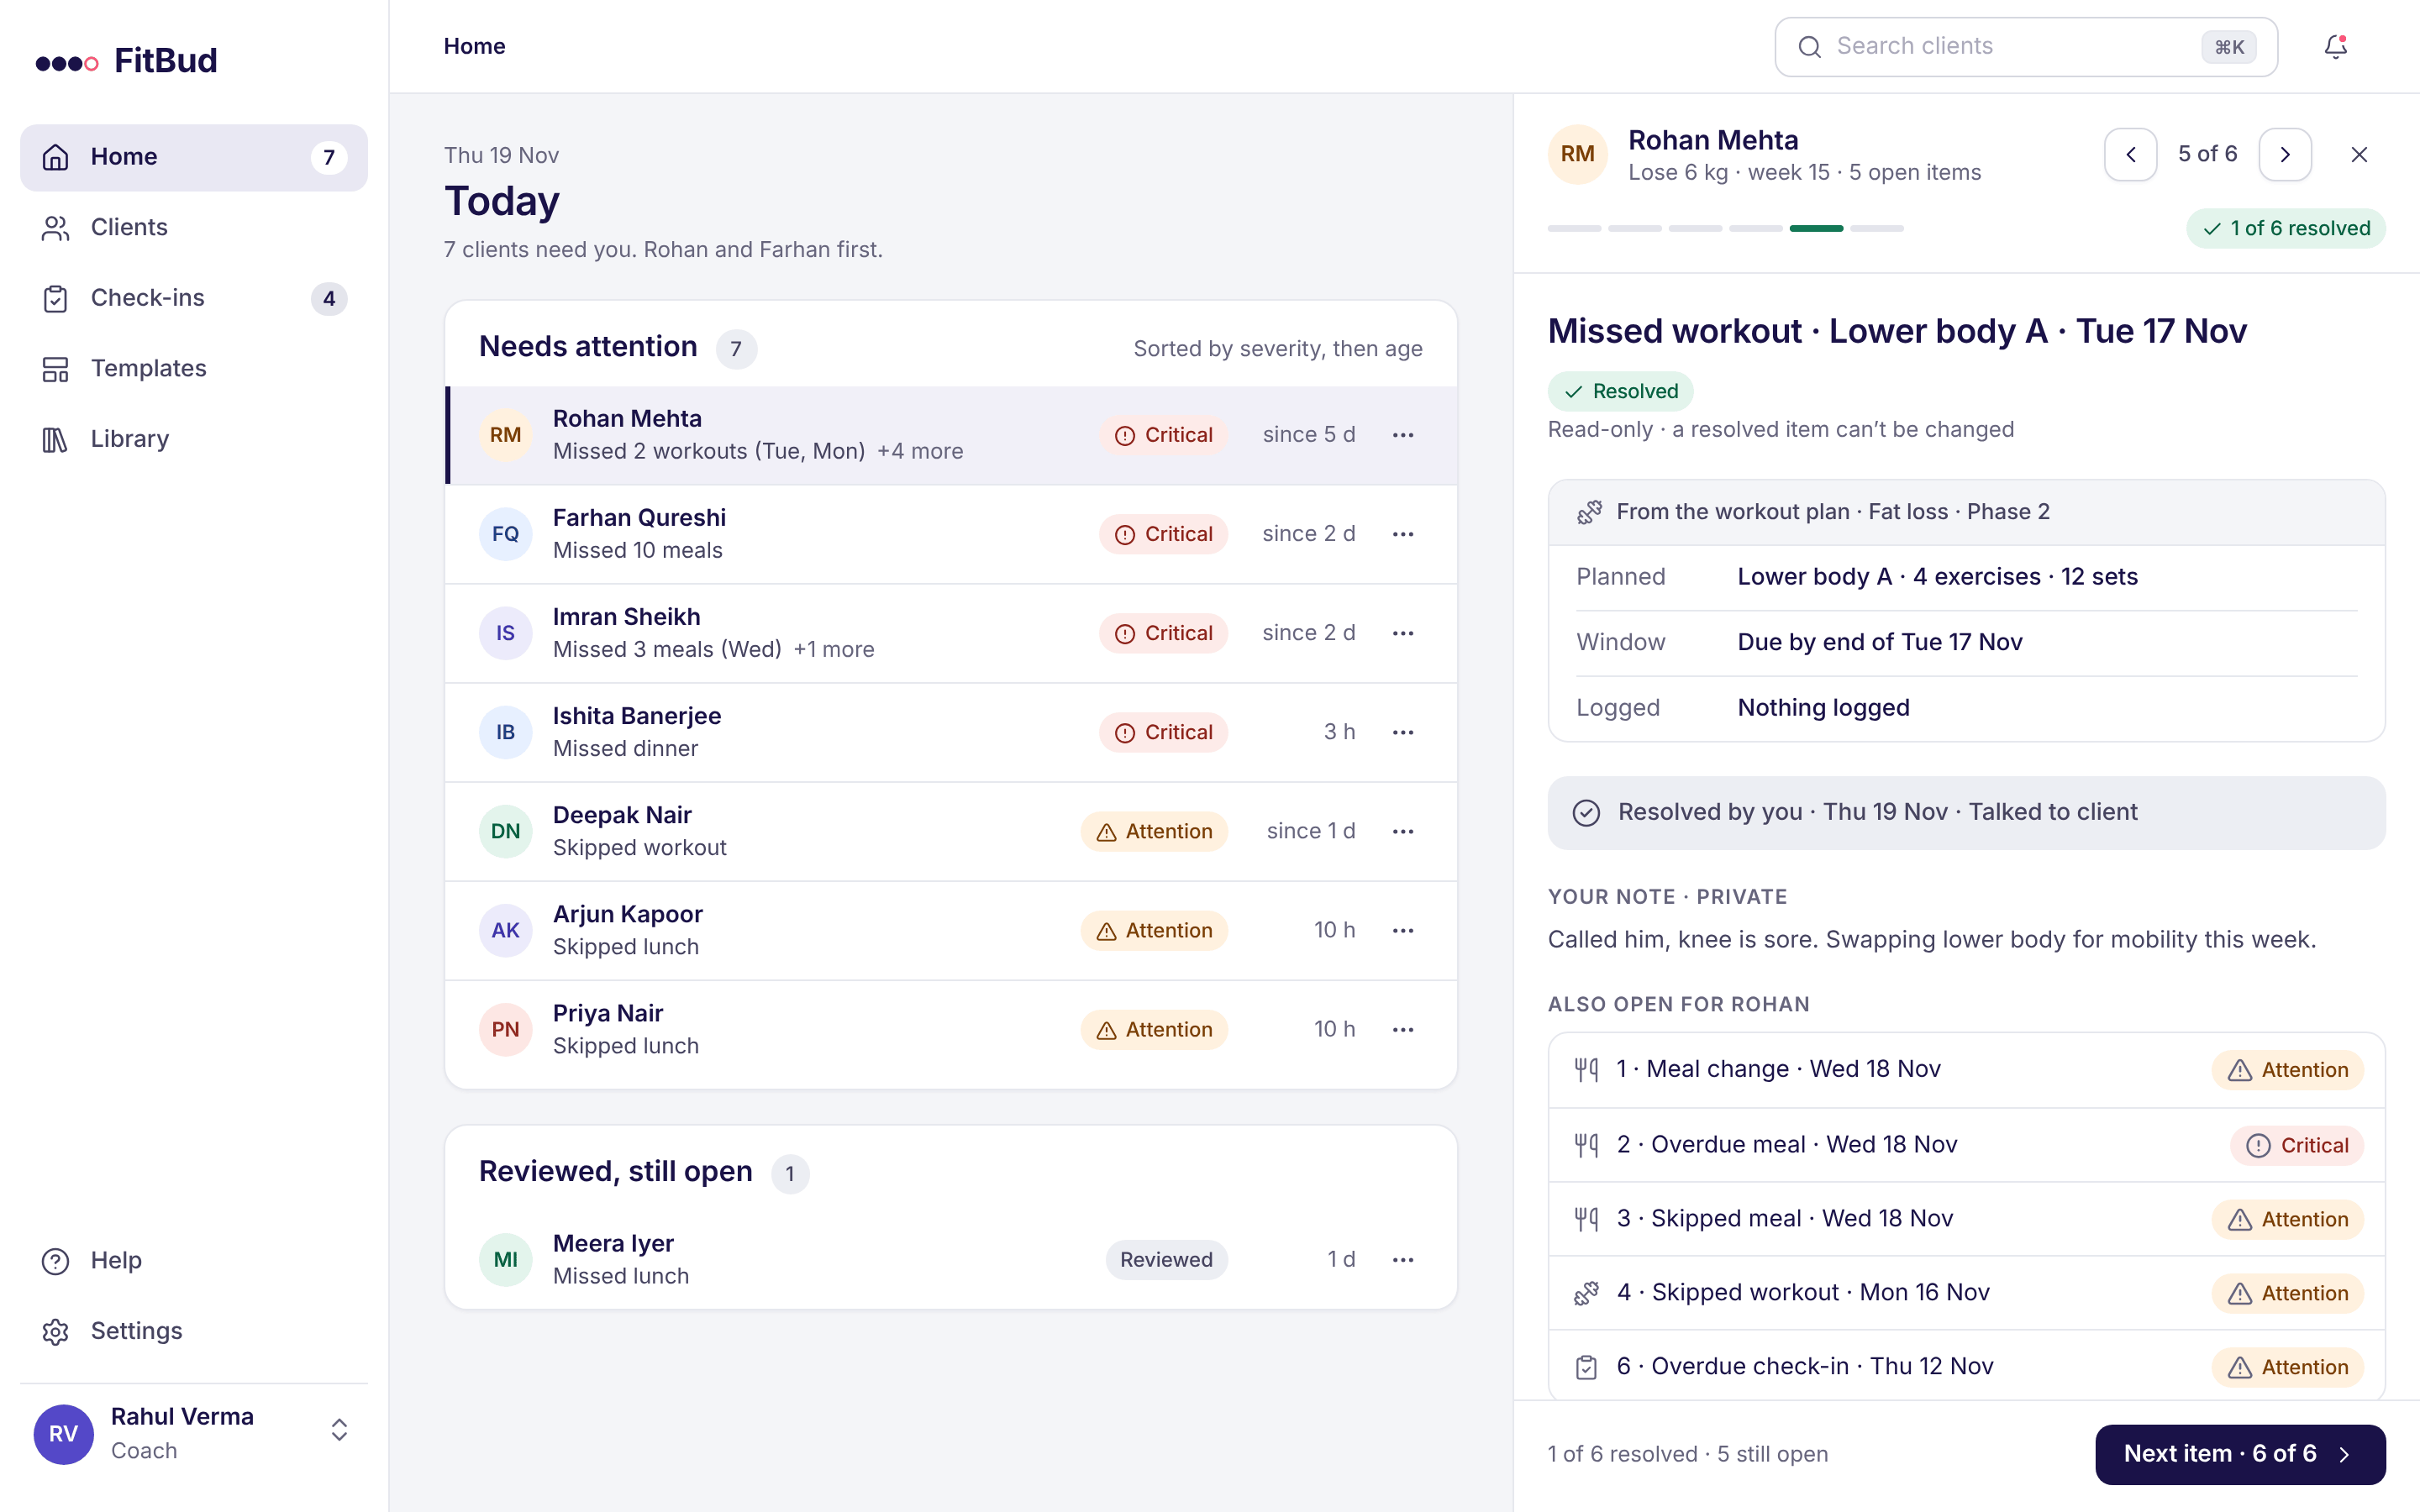 FitBud
Home 7
Clients
Check-ins 4
Templates
Library
Help
Settings
RV
Rahul Verma
Coach
Home
Search clients
⌘K
Thu 19 Nov
Today
7 clients need you. Rohan and Farhan first.
Needs attention 7
Sorted by severity, then age
RM
Rohan Mehta
Missed 2 workouts (Tue, Mon) +4 more
Critical
since 5 d
FQ
Farhan Qureshi
Missed 10 meals
Critical
since 2 d
IS
Imran Sheikh
Missed 3 meals (Wed) +1 more
Critical
since 2 d
IB
Ishita Banerjee
Missed dinner
Critical
3 h
DN
Deepak Nair
Skipped workout
Attention
since 1 d
AK
Arjun Kapoor
Skipped lunch
Attention
10 h
PN
Priya Nair
Skipped lunch
Attention
10 h
Reviewed, still open 1
MI
Meera Iyer
Missed lunch
Reviewed
1 d
RM
Rohan Mehta
Lose 6 kg · week 15 · 5 open items
5 of 6
1 of 6 resolved
Missed workout · Lower body A · Tue 17 Nov
Resolved
Read-only · a resolved item can’t be changed
From the workout plan · Fat loss · Phase 2
Planned Lower body A · 4 exercises · 12 sets
Window Due by end of Tue 17 Nov
Logged Nothing logged
Resolved by you · Thu 19 Nov · Talked to client
YOUR NOTE · PRIVATE
Called him, knee is sore. Swapping lower body for mobility this week.
ALSO OPEN FOR ROHAN
1 · Meal change · Wed 18 Nov Attention
2 · Overdue meal · Wed 18 Nov Critical
3 · Skipped meal · Wed 18 Nov Attention
4 · Skipped workout · Mon 16 Nov Attention
6 · Overdue check-in · Thu 12 Nov Attention
1 of 6 resolved · 5 still open
Next item · 6 of 6